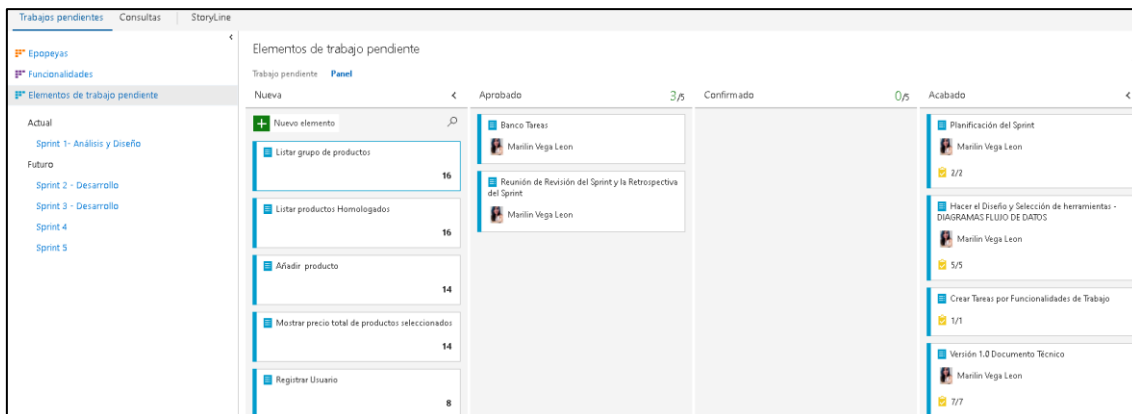 Trabajos pendientes Consultas StoryLine
Epopeyas
Funcionalidades
Elementos de trabajo pendiente
Actual
Sprint 1- Análisis y Diseño
Futuro
Sprint 2 - Desarrollo
Sprint 3 - Desarrollo
Sprint 4
Sprint 5
Elementos de trabajo pendiente
Trabajo pendiente Panel
Nueva
Nuevo elemento
Listar grupo de productos
16
Listar productos Homologados
16
Añadir producto
14
Mostrar precio total de productos seleccionados
14
Registrar Usuario
8
Aprobado 3/5
Banco Tareas
Marilin Vega Leon
Reunión de Revisión del Sprint y la Retrospectiva
del Sprint
Marilin Vega Leon
Confirmado 0/5
Acabado
Planificación del Sprint
Marilin Vega Leon
2/2
Hacer el Diseño y Selección de herramientas -
DIAGRAMAS FLUJO DE DATOS
Marilin Vega Leon
5/5
Crear Tareas por Funcionalidades de Trabajo
1/1
Versión 1.0 Documento Técnico
Marilin Vega Leon
7/7